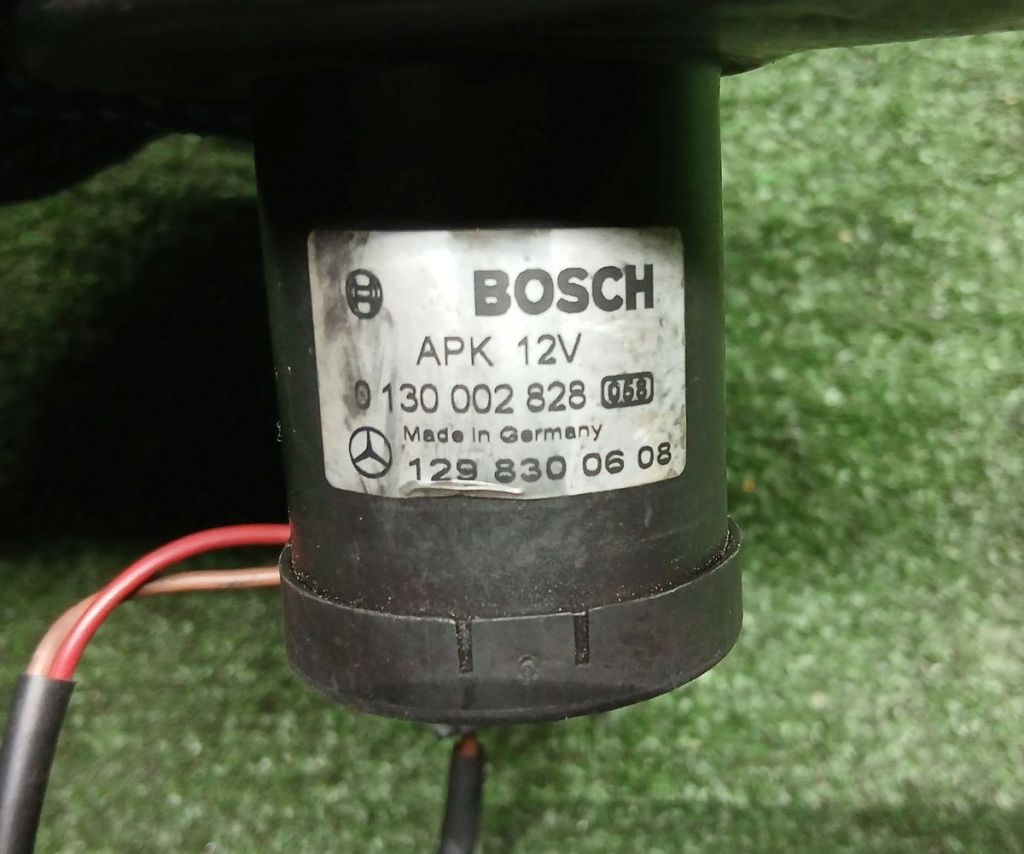 BOSCH
APK 12V
0 130 002 828 058
Made in Germany
129 830 06 08